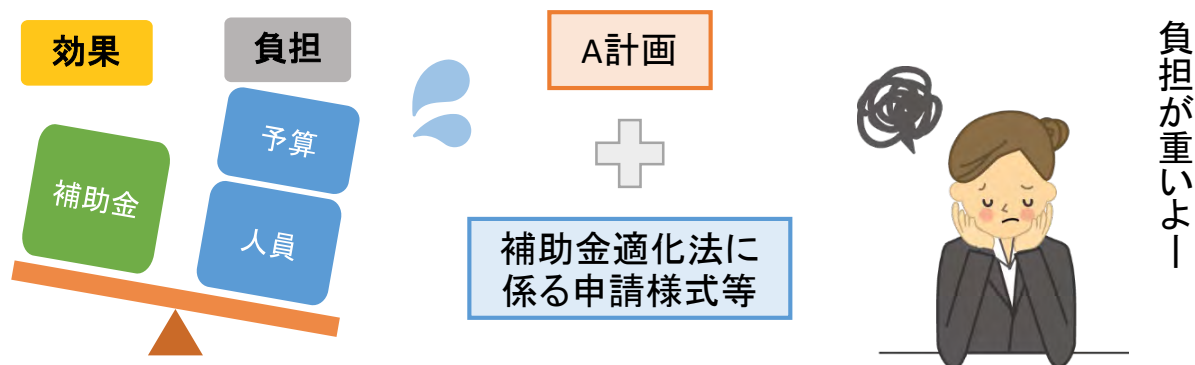 効果
負担
予算
補助金
人員
A計画
補助金適化法に
係る申請様式等
負担が重いよー